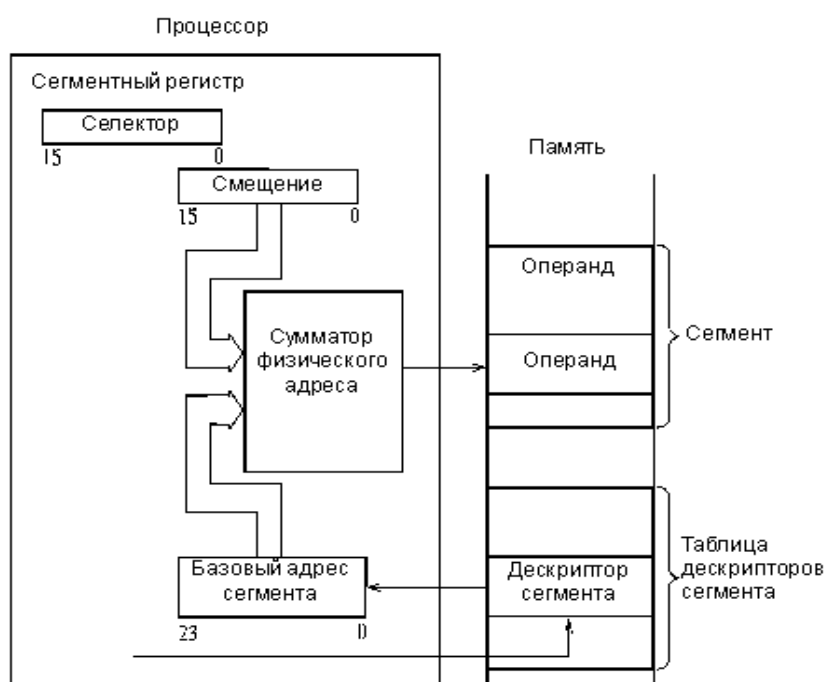 Процессор
Сегментный регистр
Селектор
15 0
Память
Смещение
15 0
Операнд
Сумматор
физического
адреса
Сегмент
Операнд
Базовый адрес
сегмента
23 0
Дескриптор
сегмента
Таблица
дескрипторов
сегмента